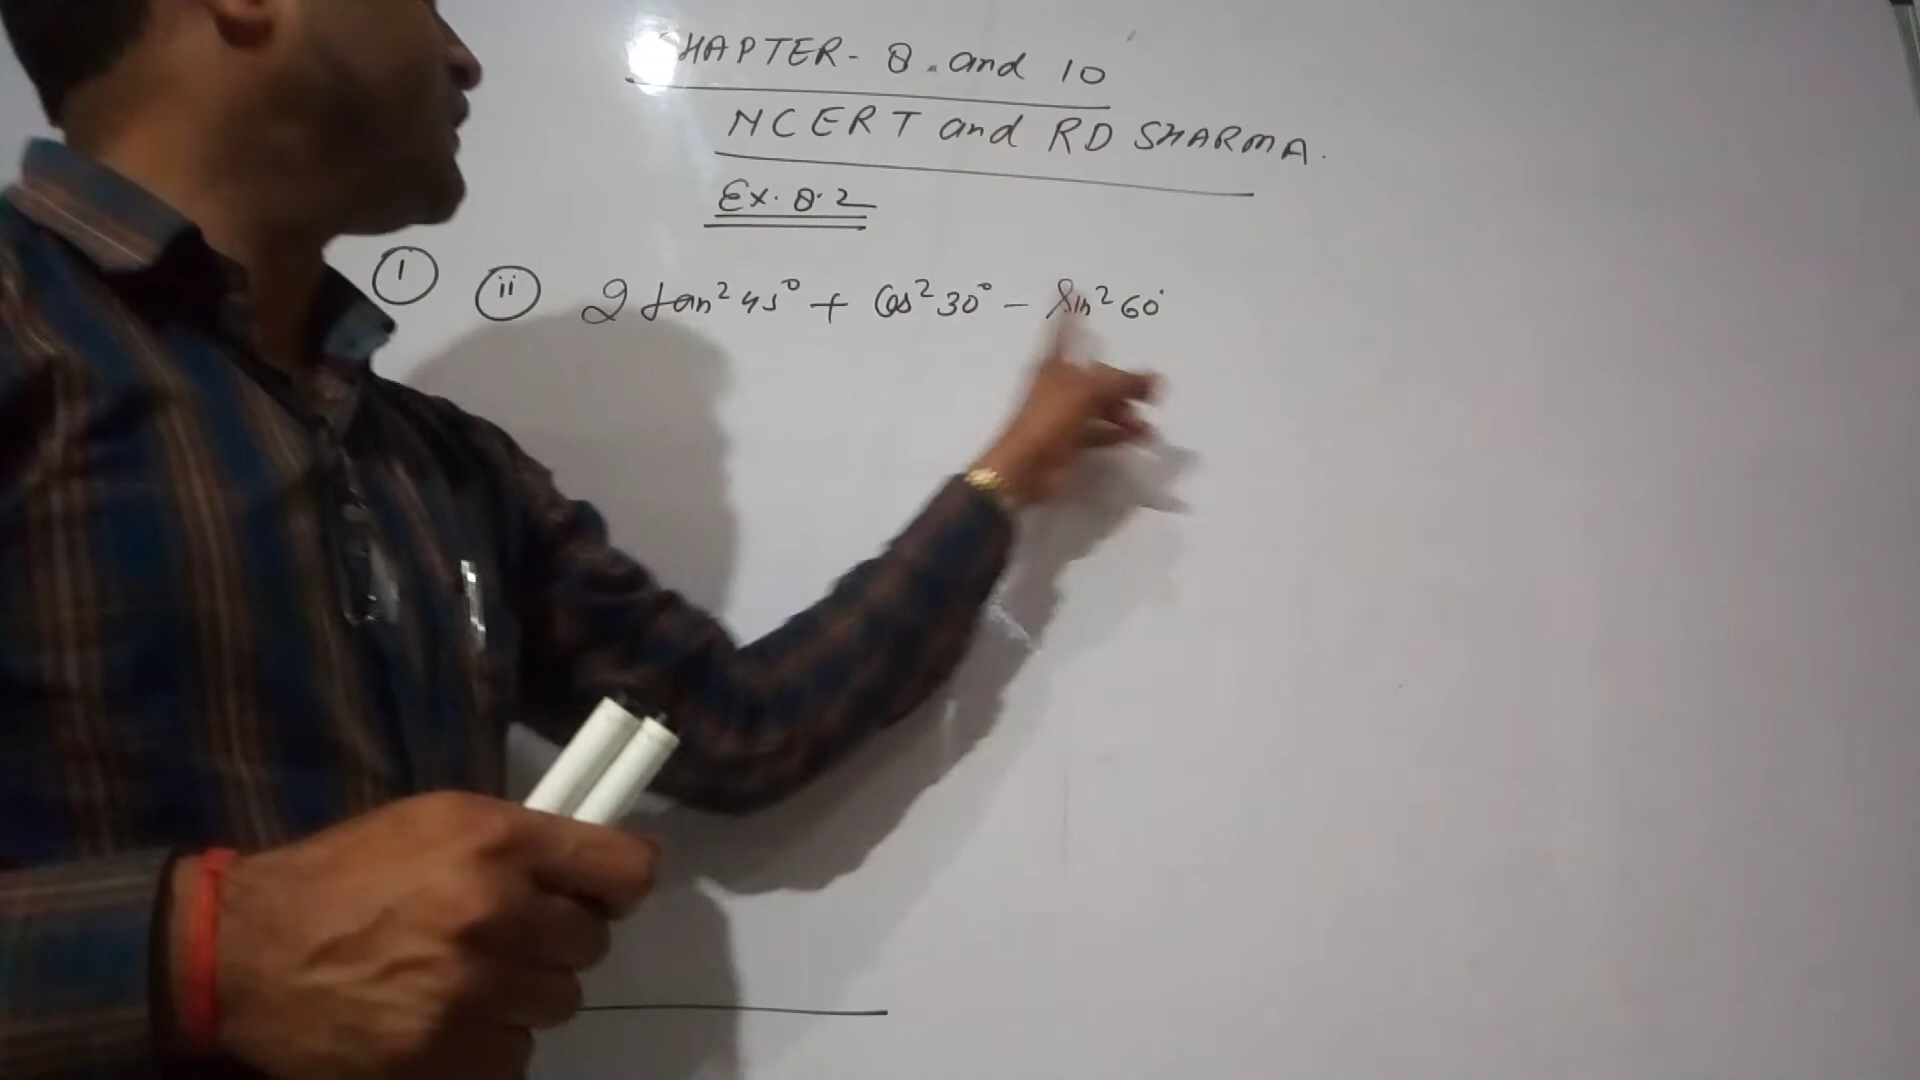 CHAPTER - 8 and 10
NCERT and RD SHARMA.
Ex. 8.2
① ⅱ 2 tan² 45° + Cos² 30° - Sin² 60°